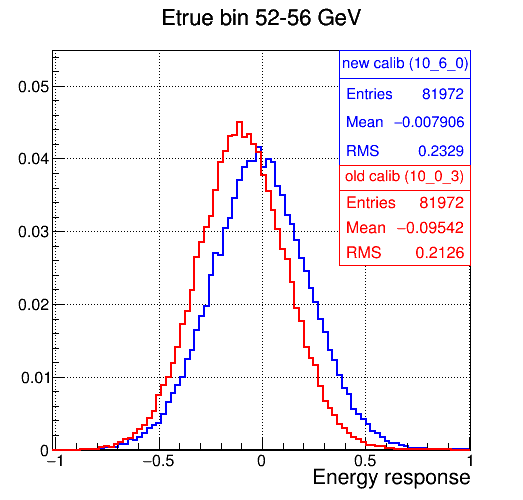 Etrue bin 52-56 GeV
new calib (10_6_0)
Entries 81972
Mean −0.007906
RMS 0.2329
old calib (10_0_3)
Entries 81972
Mean −0.09542
RMS 0.2126
0.05
0.04
0.03
0.02
0.01
0
−1 −0.5 0 0.5 1
Energy response